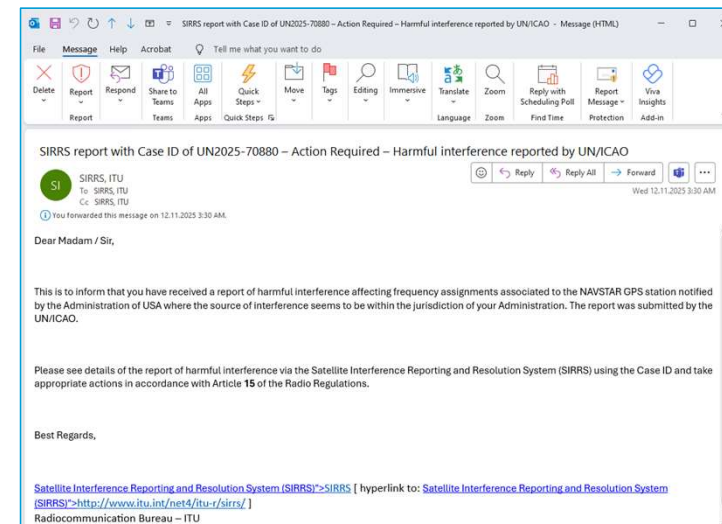 SIRRS report with Case ID of UN2025-70880 – Action Required – Harmful interference reported by UN/ICAO - Message (HTML)
File Message Help Acrobat Tell me what you want to do
Delete Report Respond Share to Teams All Apps Quick Steps Move Tags Editing Immersive Translate Zoom Reply with Scheduling Poll Report Message Viva Insights
Report Teams Apps Quick Steps Language Zoom Find Time Protection Add-in
SIRRS report with Case ID of UN2025-70880 – Action Required – Harmful interference reported by UN/ICAO
SI
SIRRS, ITU
To SIRRS, ITU
Cc SIRRS, ITU
Reply Reply All Forward
Wed 12.11.2025 3:30 AM
You forwarded this message on 12.11.2025 3:30 AM.
Dear Madam / Sir,
This is to inform that you have received a report of harmful interference affecting frequency assignments associated to the NAVSTAR GPS station notified
by the Administration of USA where the source of interference seems to be within the jurisdiction of your Administration. The report was submitted by the
UN/ICAO.
Please see details of the report of harmful interference via the Satellite Interference Reporting and Resolution System (SIRRS) using the Case ID and take
appropriate actions in accordance with Article 15 of the Radio Regulations.
Best Regards,
Satellite Interference Reporting and Resolution System (SIRRS)">SIRRS [ hyperlink to: Satellite Interference Reporting and Resolution System
(SIRRS)">http://www.itu.int/net4/itu-r/sirrs/ ]
Radiocommunication Bureau – ITU